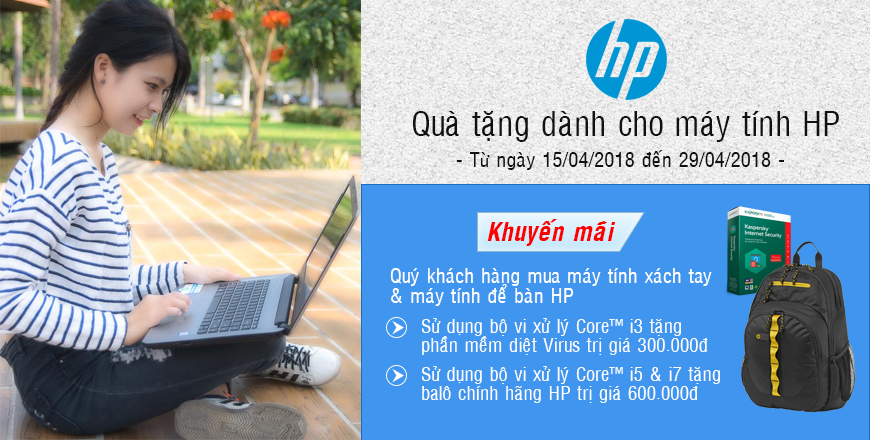 hp
Quà tặng dành cho máy tính HP
- Từ ngày 15/04/2018 đến 29/04/2018 -
Khuyến mãi
Kaspersky
Internet Security
Quý khách hàng mua máy tính xách tay
& máy tính để bàn HP
Sử dụng bộ vi xử lý Core™ i3 tặng
phần mềm diệt Virus trị giá 300.000đ
Sử dụng bộ vi xử lý Core™ i5 & i7 tặng
balô chính hãng HP trị giá 600.000đ